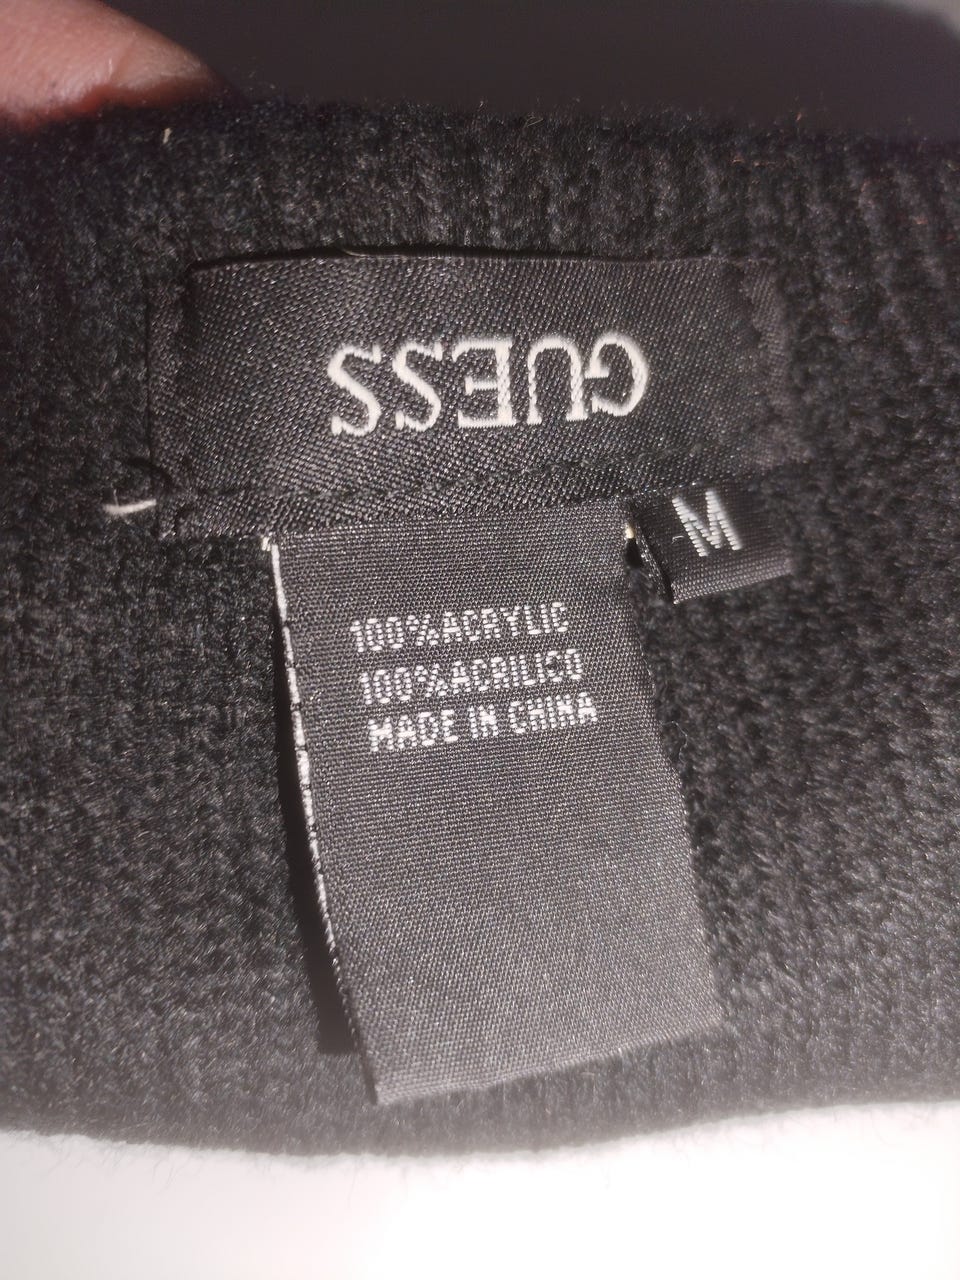 GUESS
M
100%ACRYLIC
100%ACRILICO
MADE IN CHINA